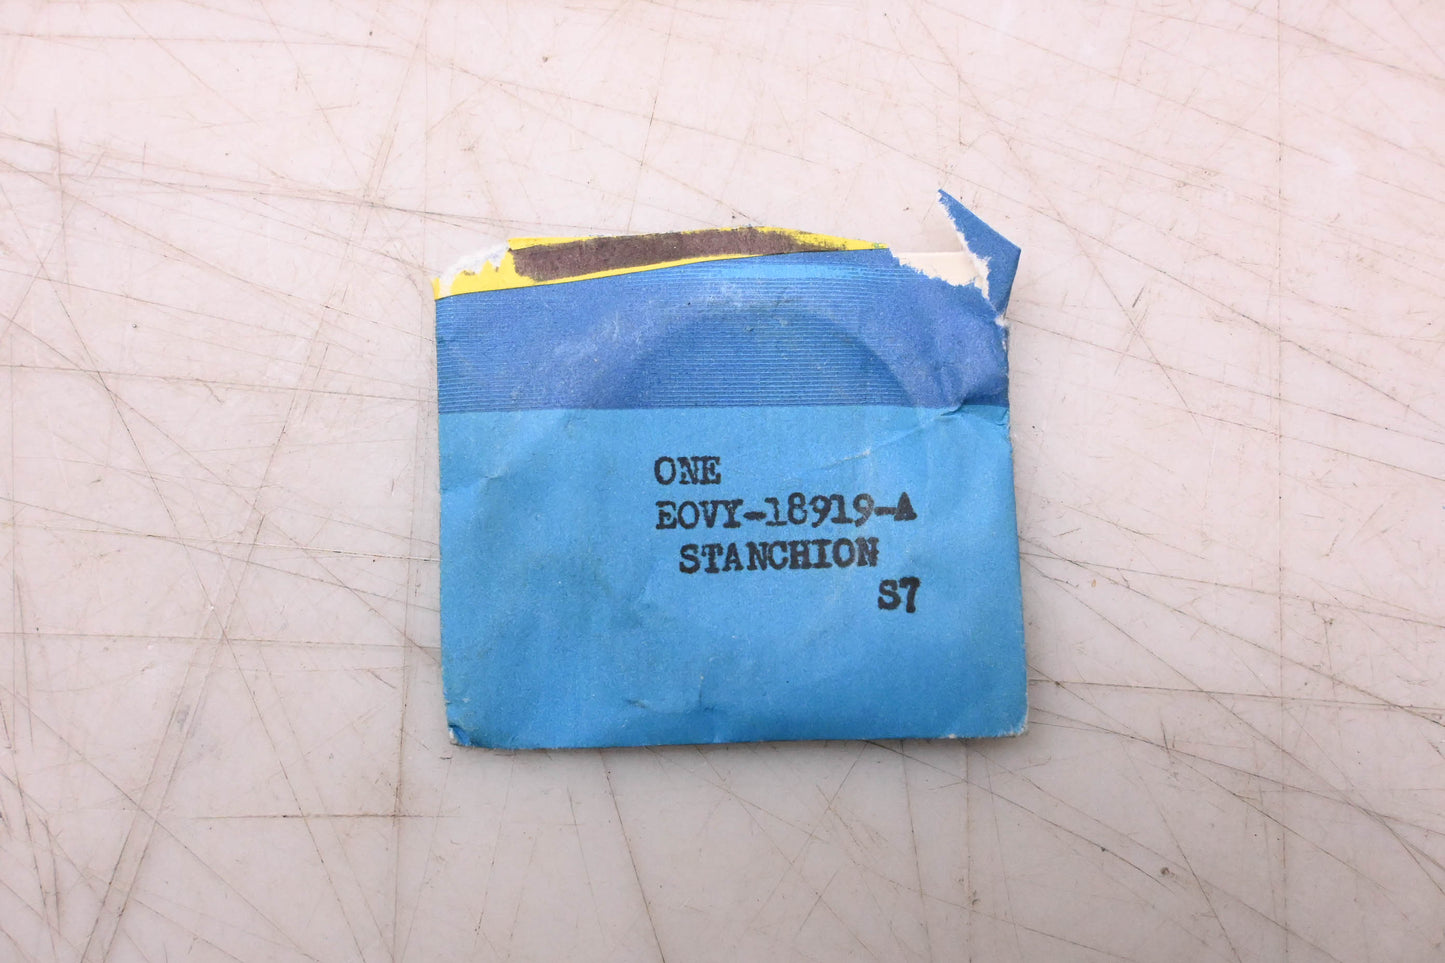 ONE
EOVY-18919-A
STANCHION
S7